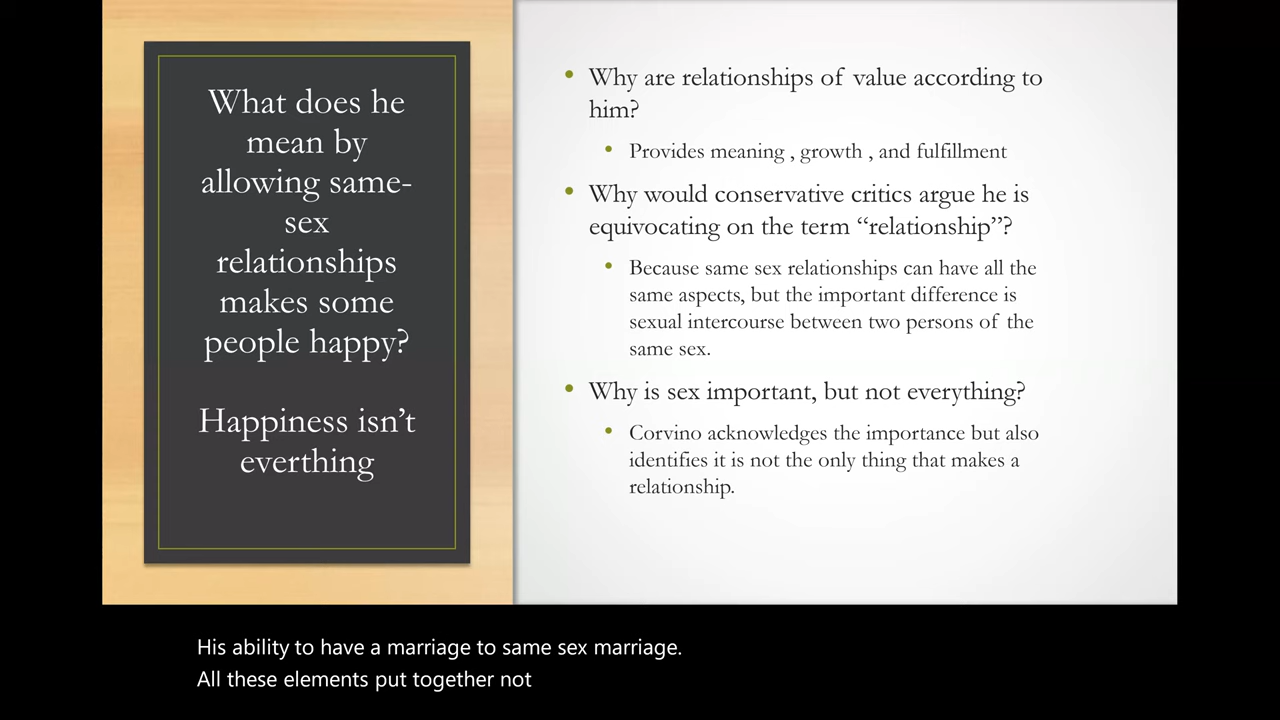 What does he
mean by
allowing same-
sex
relationships
makes some
people happy?
Happiness isn’t
everthing
• Why are relationships of value according to
him?
• Provides meaning , growth , and fulfillment
• Why would conservative critics argue he is
equivocating on the term “relationship”?
• Because same sex relationships can have all the
same aspects, but the important difference is
sexual intercourse between two persons of the
same sex.
• Why is sex important, but not everything?
• Corvino acknowledges the importance but also
identifies it is not the only thing that makes a
relationship.
His ability to have a marriage to same sex marriage.
All these elements put together not